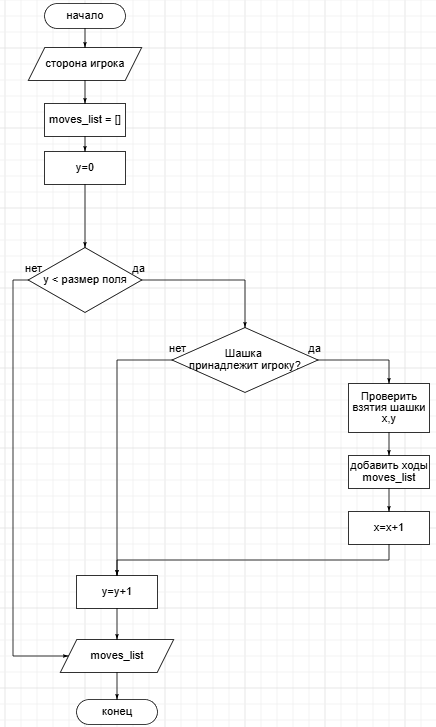 начало
сторона игрока
moves_list = []
y=0
нет
да
y < размер поля
нет
да
Шашка
принадлежит игроку?
Проверить
взятия шашки
x,y
добавить ходы
moves_list
x=x+1
y=y+1
moves_list
конец